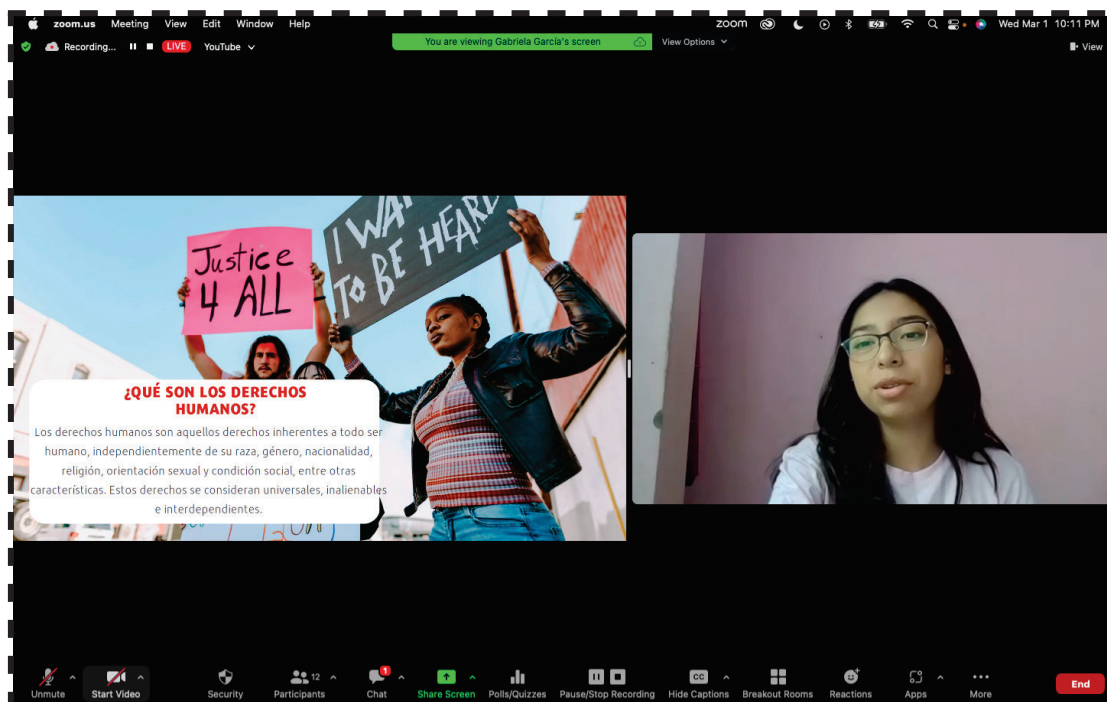 zoom.us Meeting View Edit Window Help zoom Wed Mar 1 10:11 PM
Recording... LIVE YouTube You are viewing Gabriela García's screen View Options View
Justice
4 ALL
I WA
TO BE HEARD
¿QUÉ SON LOS DERECHOS
HUMANOS?
Los derechos humanos son aquellos derechos inherentes a todo ser
humano, independientemente de su raza, género, nacionalidad,
religión, orientación sexual y condición social, entre otras
características. Estos derechos se consideran universales, inalienables
e interdependientes.
12 1
Unmute Start Video Security Participants Chat Share Screen Polls/Quizzes Pause/Stop Recording CC Hide Captions Breakout Rooms Reactions Apps More End